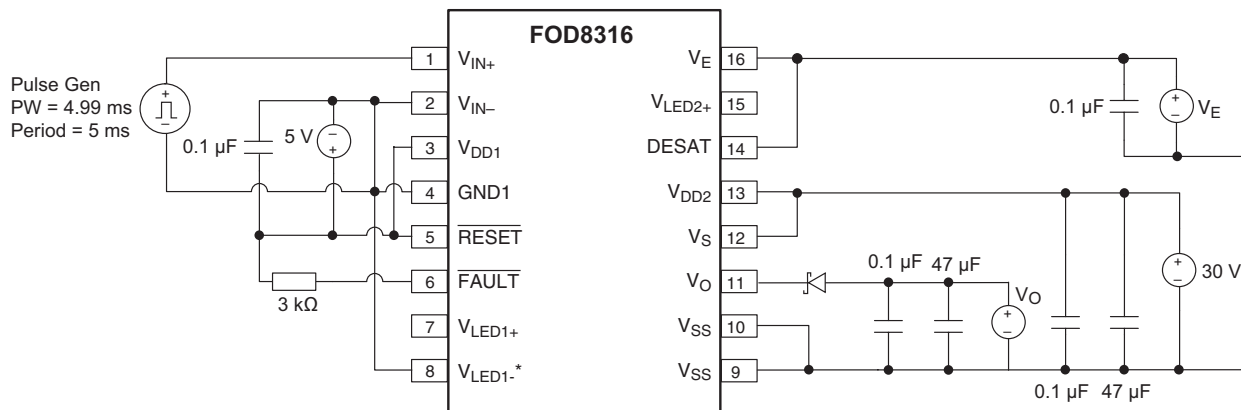 FOD8316
Pulse Gen
PW = 4.99 ms
Period = 5 ms
+
−
0.1 µF
5 V
−
+
3 kΩ
1 V_IN+
2 V_IN–
3 V_DD1
4 GND1
5 RESET
6 FAULT
7 V_LED1+
8 V_LED1-*
V_E 16
V_LED2+ 15
DESAT 14
V_DD2 13
V_S 12
V_O 11
V_SS 10
V_SS 9
0.1 µF
+
−
V_E
0.1 µF
47 µF
+
−
V_O
+
−
30 V
0.1 µF
47 µF